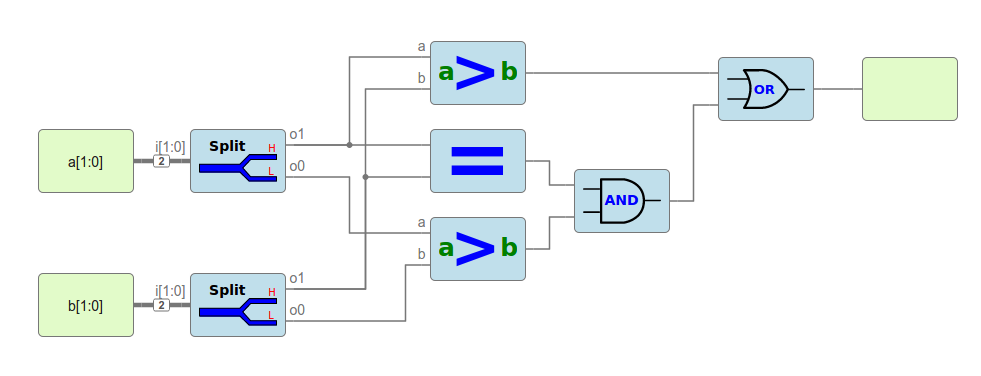 a
b
a>b
a[1:0]
i[1:0]
2
Split
H
L
o1
o0
=
a
b
a>b
AND
OR
b[1:0]
i[1:0]
2
Split
H
L
o1
o0